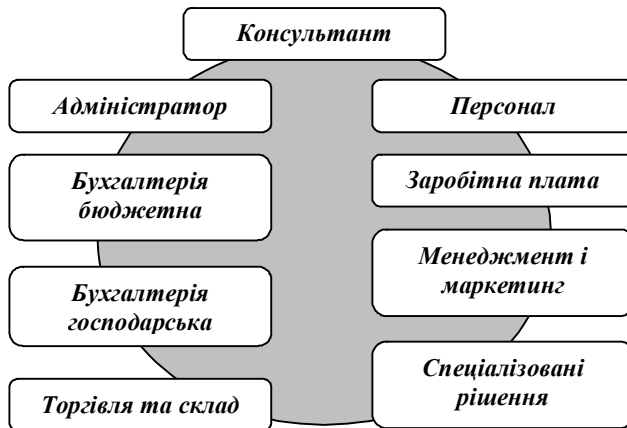 Консультант
Адміністратор
Персонал
Бухгалтерія
бюджетна
Заробітна плата
Бухгалтерія
господарська
Менеджмент і
маркетинг
Торгівля та склад
Спеціалізовані
рішення